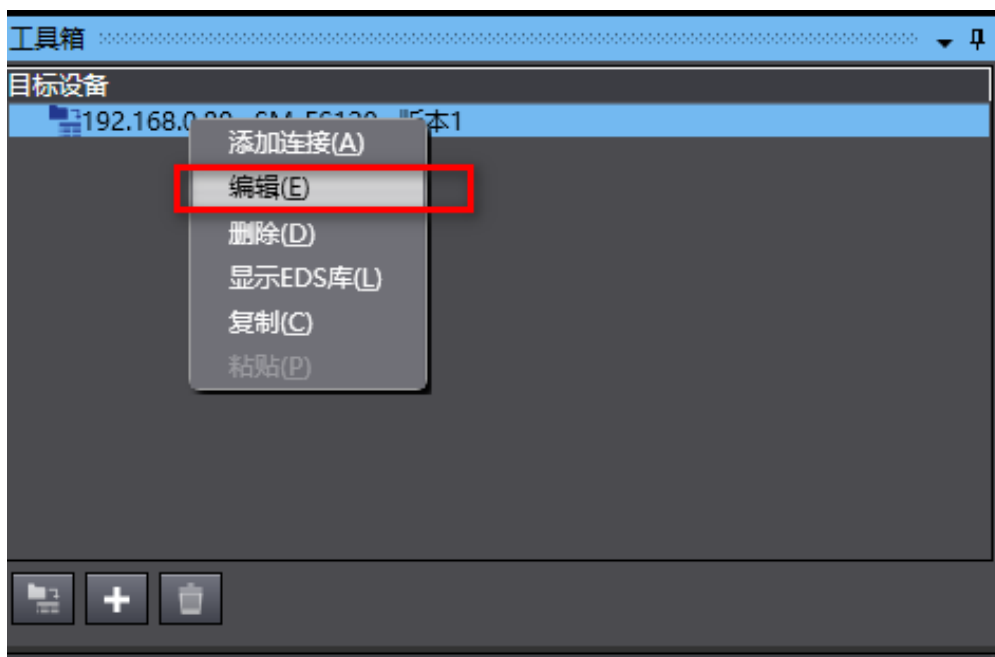 工具箱
目标设备
192.168.0 版本1
添加连接(A)
编辑(E)
删除(D)
显示EDS库(L)
复制(C)
粘贴(P)